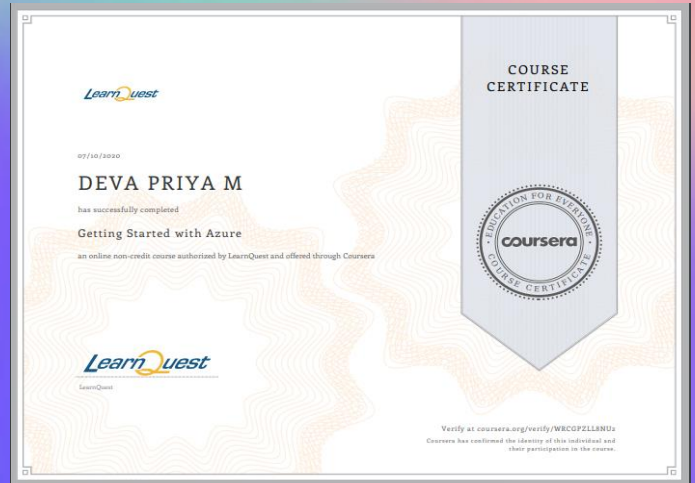 LearnQuest
COURSE
CERTIFICATE
07/10/2020
DEVA PRIYA M
has successfully completed
Getting Started with Azure
an online non-credit course authorized by LearnQuest and offered through Coursera
EDUCATION FOR EVERYONE
coursera
COURSE CERTIFICATE
LearnQuest
LearnQuest
Verify at coursera.org/verify/WRCGPZLL8NU2
Coursera has confirmed the identity of this individual and
their participation in the course.